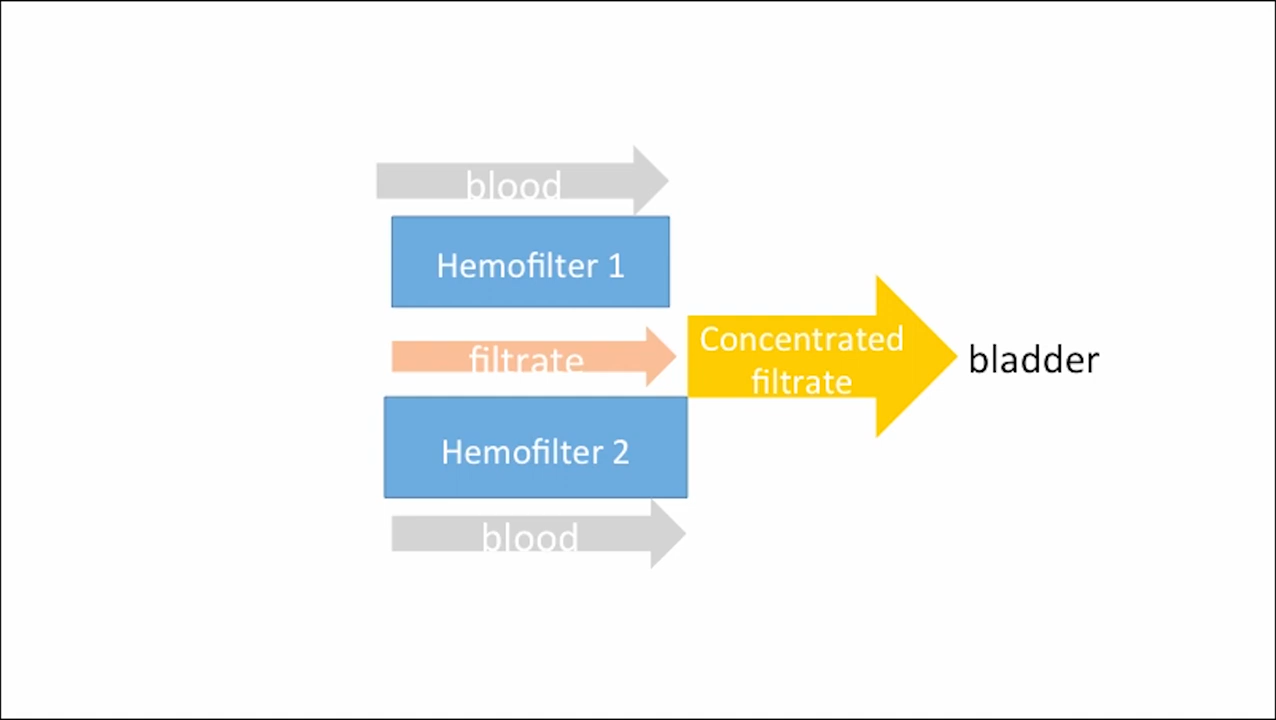 blood
Hemofilter 1
filtrate
Concentrated
filtrate
bladder
Hemofilter 2
blood